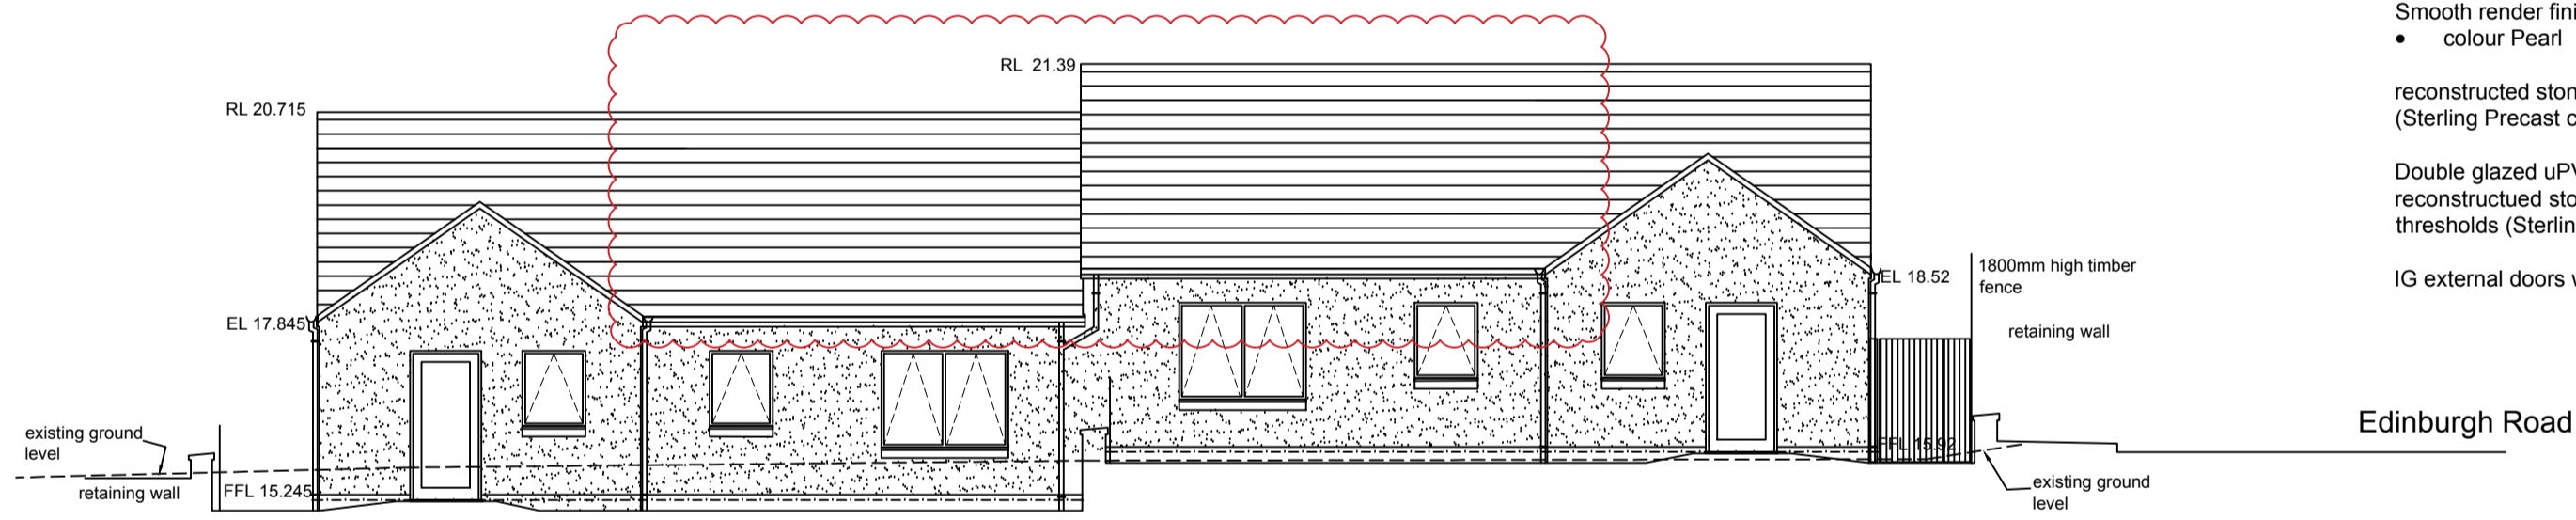 Smooth render fini
• colour Pearl
reconstructed ston
(Sterling Precast c
Double glazed uPV
reconstructued sto
thresholds (Sterlin
IG external doors w
RL 21.39
RL 20.715
EL 17.845
EL 18.52
1800mm high timber
fence
retaining wall
existing ground
level
retaining wall
FFL 15.245
FFL 15.92
Edinburgh Road
existing ground
level